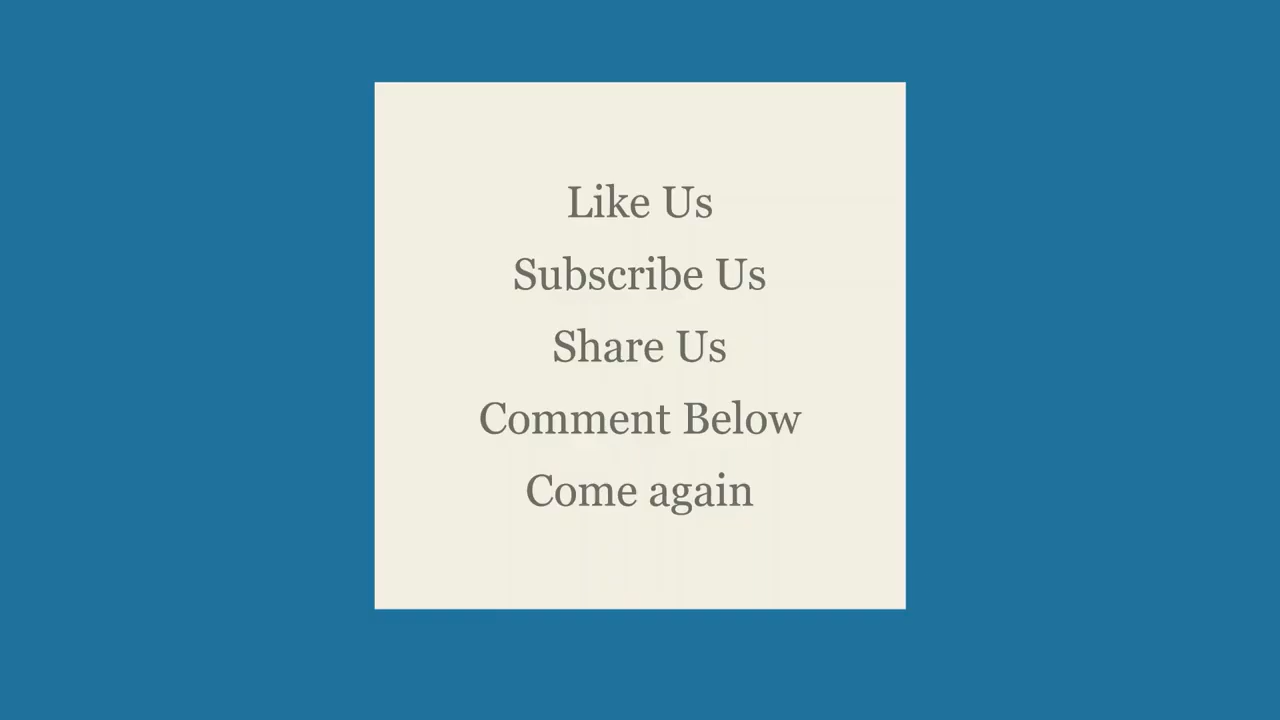 Like Us
Subscribe Us
Share Us
Comment Below
Come again